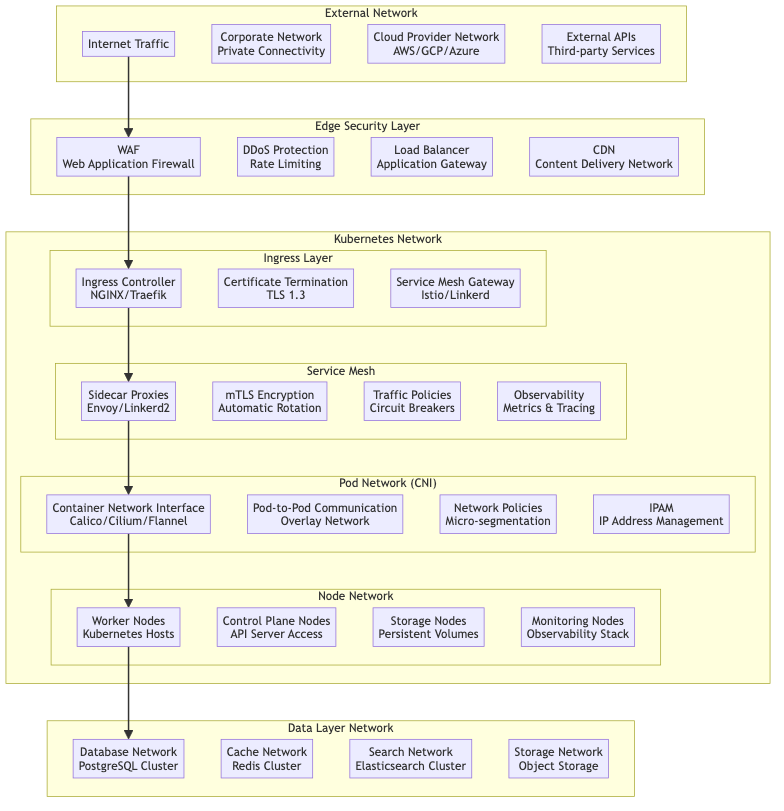 External Network
Internet Traffic
Corporate Network
Private Connectivity
Cloud Provider Network
AWS/GCP/Azure
External APIs
Third-party Services
Edge Security Layer
WAF
Web Application Firewall
DDoS Protection
Rate Limiting
Load Balancer
Application Gateway
CDN
Content Delivery Network
Kubernetes Network
Ingress Layer
Ingress Controller
NGINX/Traefik
Certificate Termination
TLS 1.3
Service Mesh Gateway
Istio/Linkerd
Service Mesh
Sidecar Proxies
Envoy/Linkerd2
mTLS Encryption
Automatic Rotation
Traffic Policies
Circuit Breakers
Observability
Metrics & Tracing
Pod Network (CNI)
Container Network Interface
Calico/Cilium/Flannel
Pod-to-Pod Communication
Overlay Network
Network Policies
Micro-segmentation
IPAM
IP Address Management
Node Network
Worker Nodes
Kubernetes Hosts
Control Plane Nodes
API Server Access
Storage Nodes
Persistent Volumes
Monitoring Nodes
Observability Stack
Data Layer Network
Database Network
PostgreSQL Cluster
Cache Network
Redis Cluster
Search Network
Elasticsearch Cluster
Storage Network
Object Storage